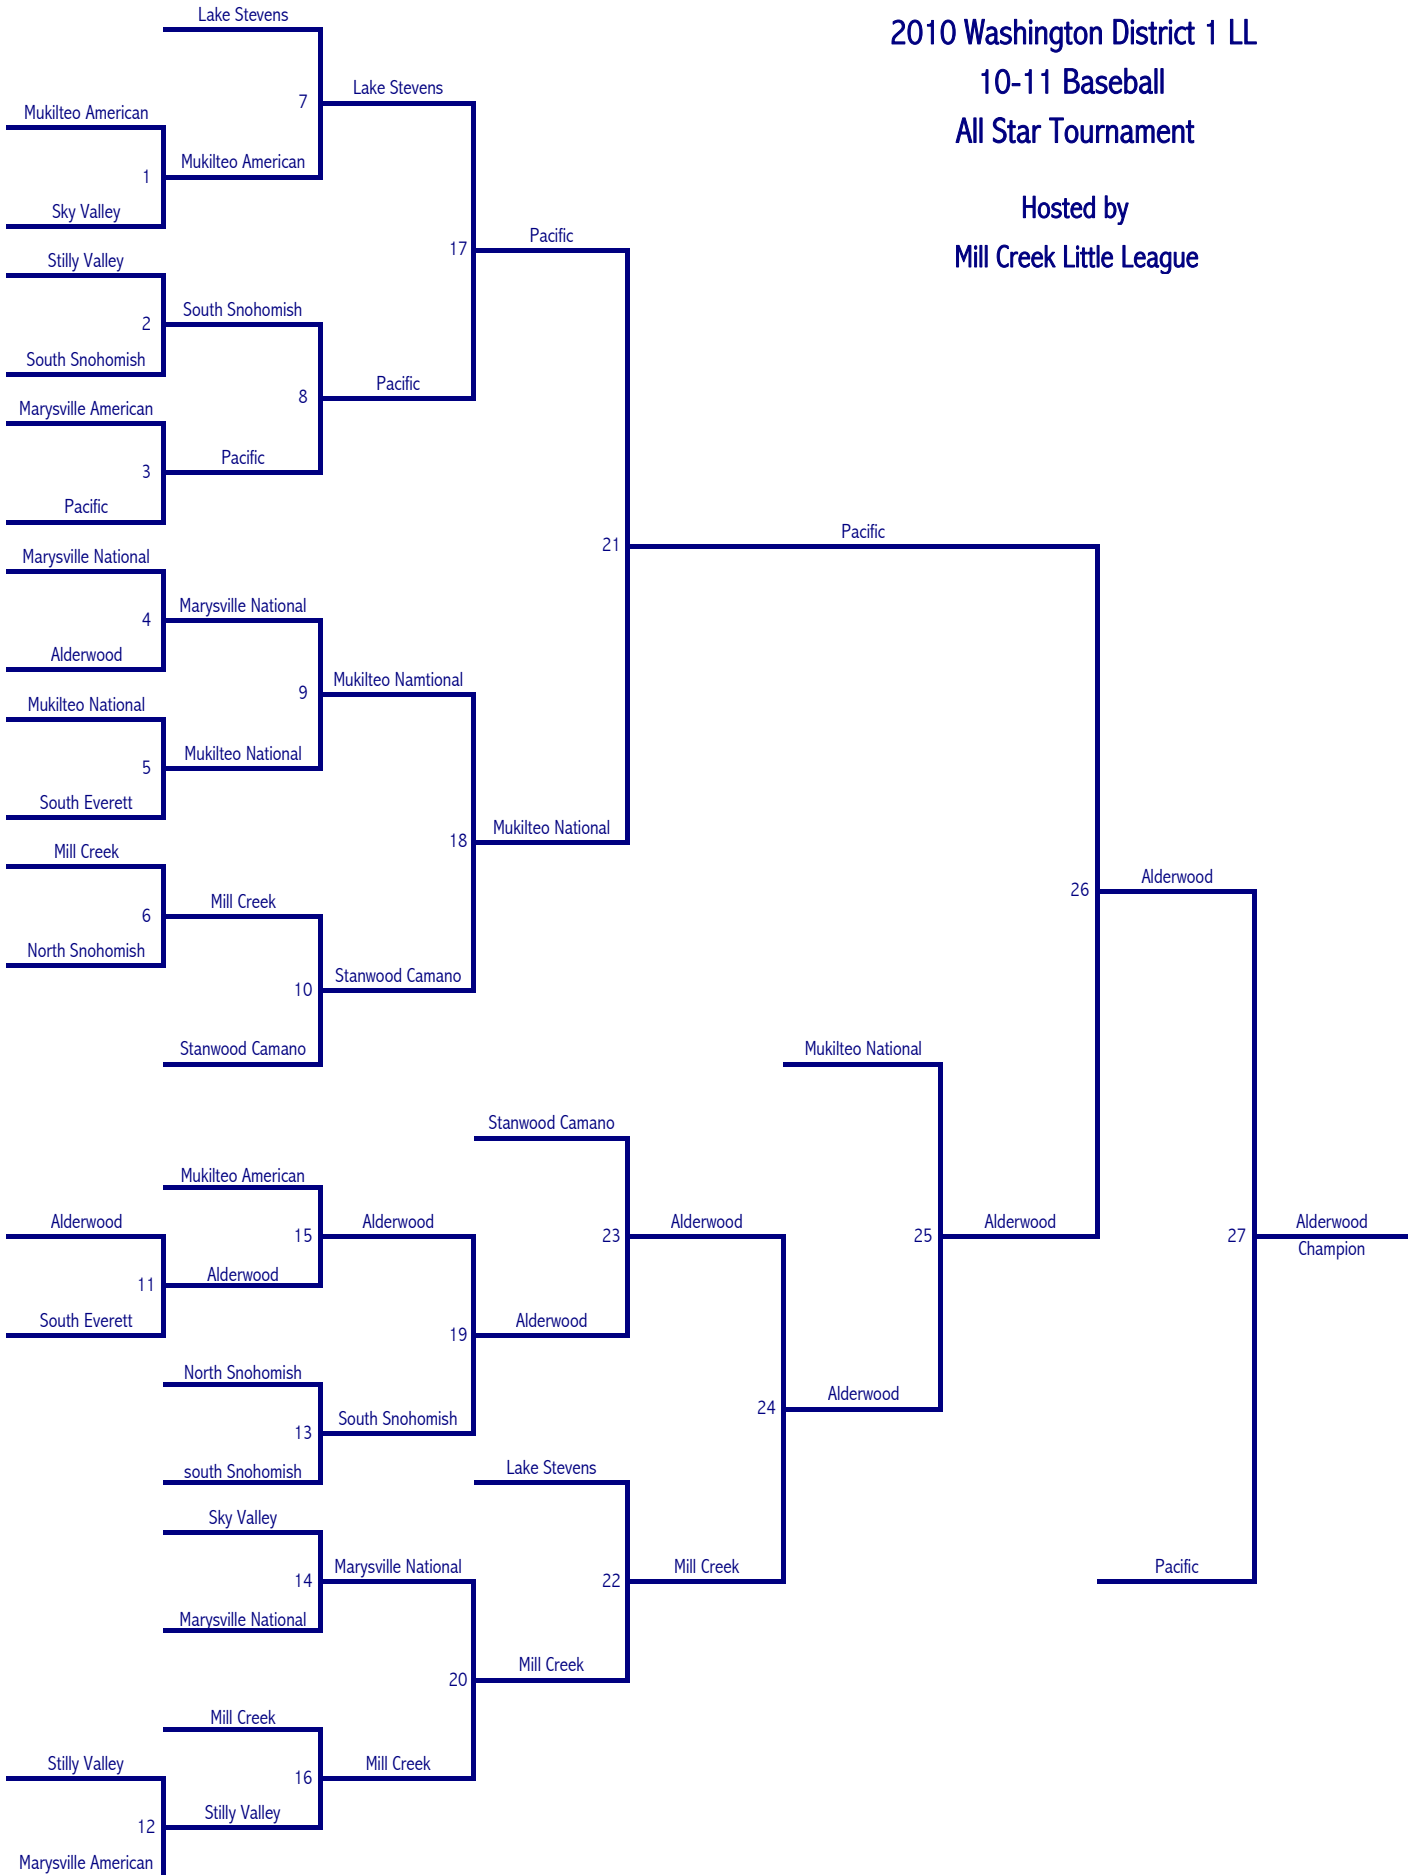 Lake Stevens
2010 Washington District 1 LL
10-11 Baseball
All Star Tournament
Hosted by
Mill Creek Little League
7
Lake Stevens
Mukilteo American
1
Mukilteo American
Sky Valley
Stilly Valley
17
Pacific
2
South Snohomish
South Snohomish
8
Pacific
Marysville American
3
Pacific
Pacific
Marysville National
21
Pacific
4
Marysville National
Alderwood
9
Mukilteo Namtional
Mukilteo National
5
Mukilteo National
South Everett
18
Mukilteo National
Mill Creek
26
Alderwood
6
Mill Creek
North Snohomish
10
Stanwood Camano
Stanwood Camano
Mukilteo National
Stanwood Camano
Mukilteo American
Alderwood
15
Alderwood
23
Alderwood
25
Alderwood
27
Alderwood
Champion
11
Alderwood
South Everett
19
Alderwood
North Snohomish
13
South Snohomish
24
Alderwood
south Snohomish
Lake Stevens
Sky Valley
14
Marysville National
22
Mill Creek
Pacific
Marysville National
20
Mill Creek
Mill Creek
Stilly Valley
16
Mill Creek
12
Stilly Valley
Marysville American